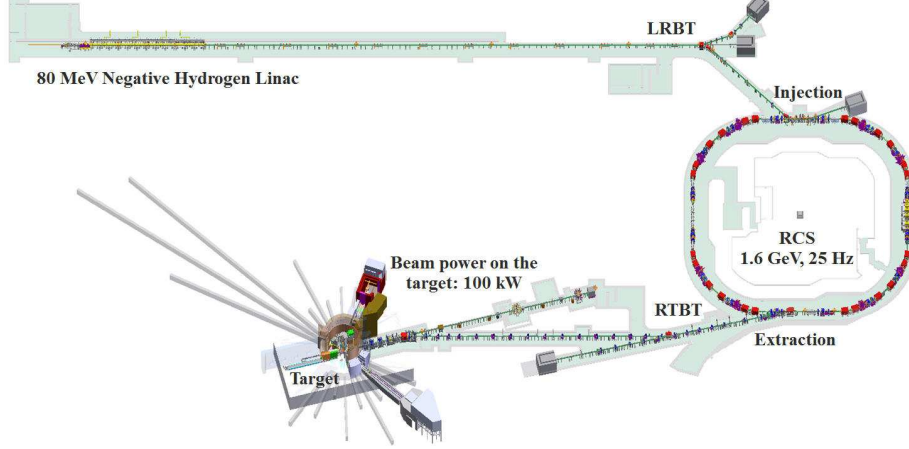 LRBT
80 MeV Negative Hydrogen Linac
Injection
RCS
1.6 GeV, 25 Hz
Beam power on the
target: 100 kW
RTBT
Extraction
Target